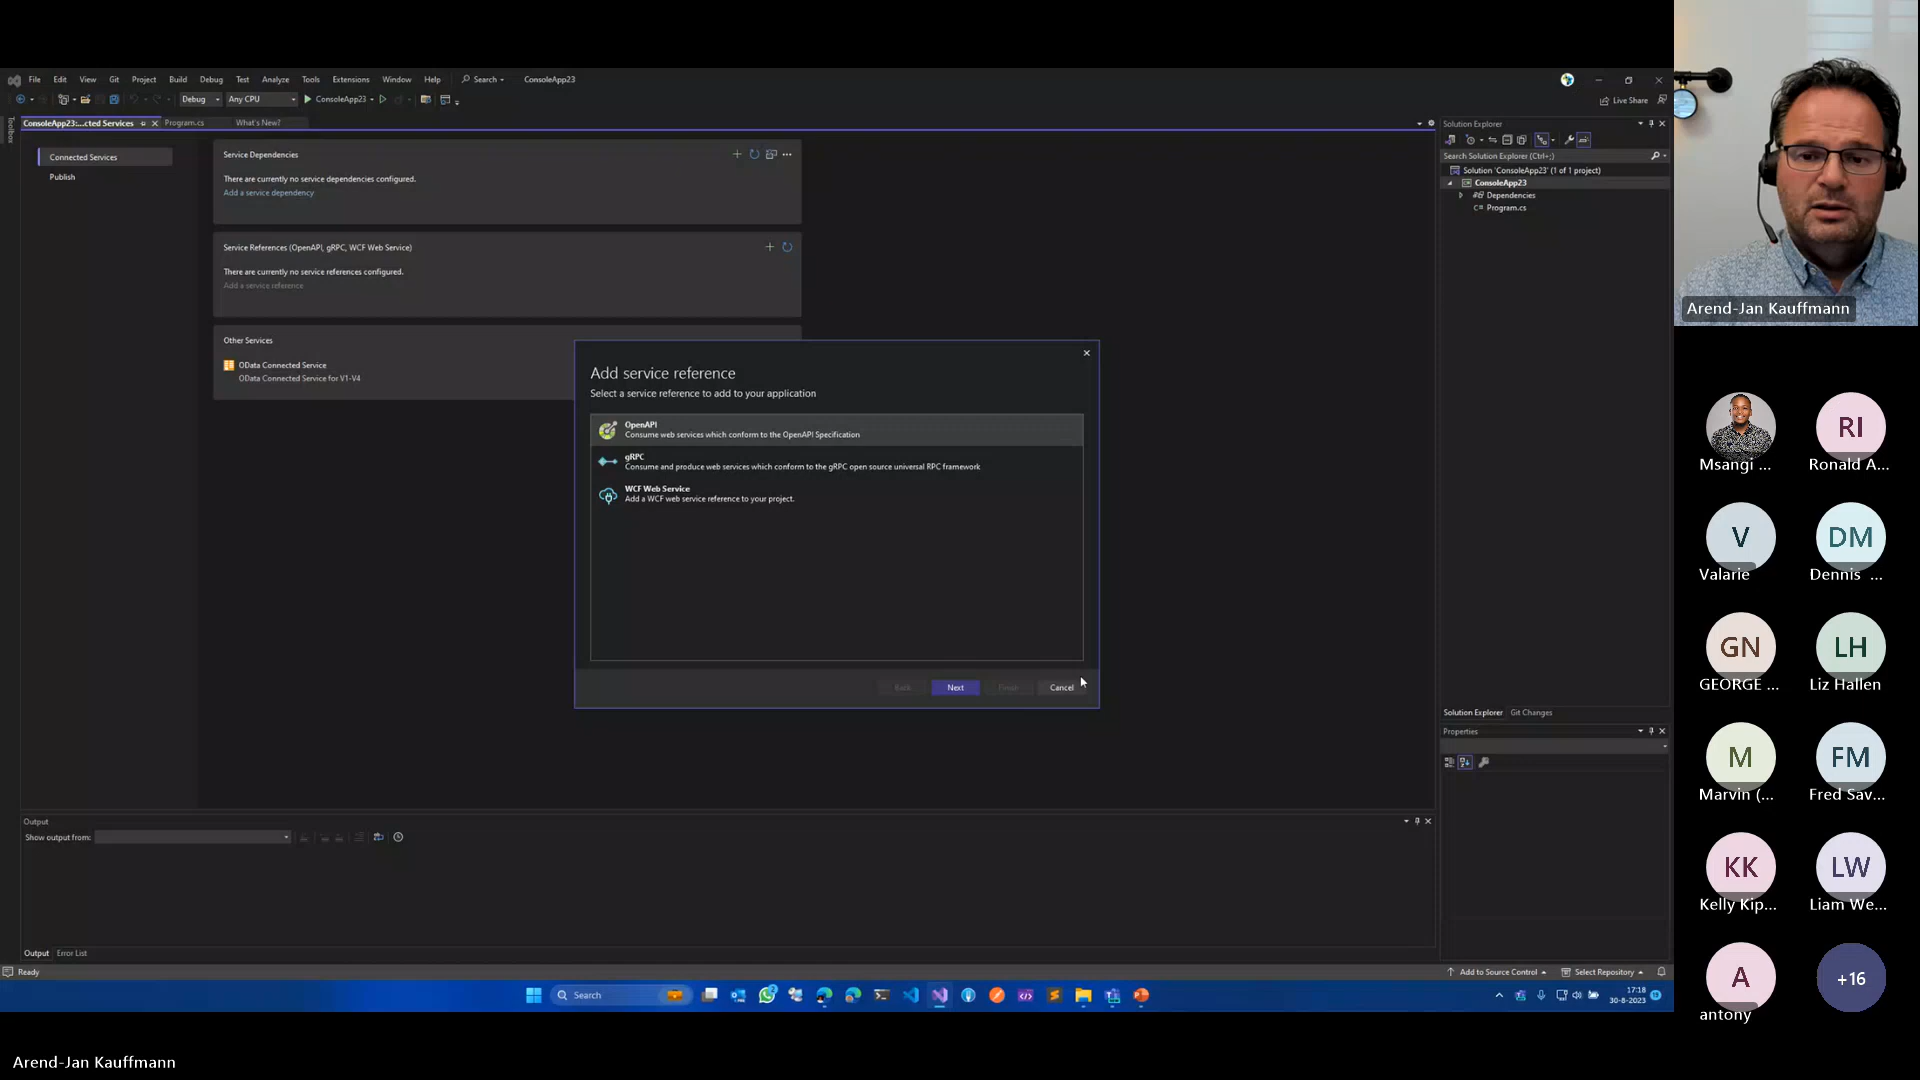 File Edit View Git Project Build Debug Test Analyze Tools Extensions Window Help Search ConsoleApp23
Debug Any CPU ConsoleApp23 Live Share
ConsoleApp23:...cted Services Program.cs What's New?
Connected Services
Publish
Service Dependencies
There are currently no service dependencies configured.
Add a service dependency
Service References (OpenAPI, gRPC, WCF Web Service)
There are currently no service references configured.
Add a service reference
Other Services
OData Connected Service
OData Connected Service for V1-V4
Add service reference
Select a service reference to add to your application
OpenAPI
Consume web services which conform to the OpenAPI Specification
gRPC
Consume and produce web services which conform to the gRPC open source universal RPC framework
WCF Web Service
Add a WCF web service reference to your project.
Back Next Finish Cancel
Toolbox
Solution Explorer
Search Solution Explorer (Ctrl+;)
Solution 'ConsoleApp23' (1 of 1 project)
ConsoleApp23
Dependencies
C# Program.cs
Solution Explorer Git Changes
Properties
Output
Show output from:
Output Error List
Ready
Add to Source Control Select Repository
Search
17:18
30-8-2023
Arend-Jan Kauffmann
Msangi ...
RI
Ronald A...
V
Valarie
DM
Dennis ...
GN
GEORGE ...
LH
Liz Hallen
M
Marvin (...
FM
Fred Sav...
KK
Kelly Kip...
LW
Liam We...
A
antony
+16
Arend-Jan Kauffmann